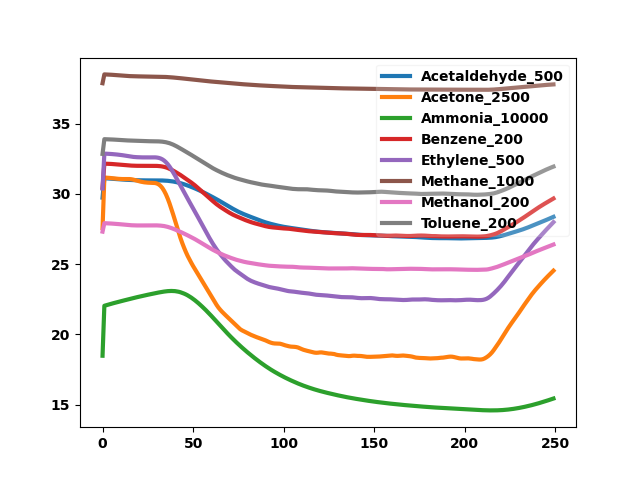 Acetaldehyde_500
Acetone_2500
Ammonia_10000
Benzene_200
Ethylene_500
Methane_1000
Methanol_200
Toluene_200
35
30
25
20
15
0 50 100 150 200 250